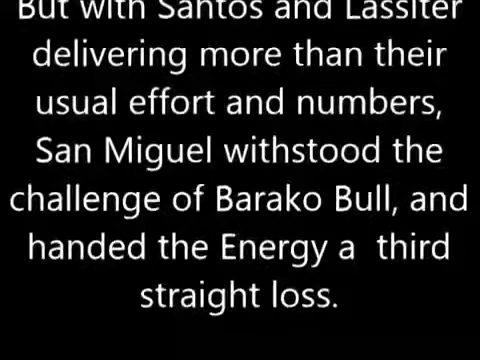 But with Santos and Lassiter
delivering more than their
usual effort and numbers,
San Miguel withstood the
challenge of Barako Bull, and
handed the Energy a  third
straight loss.